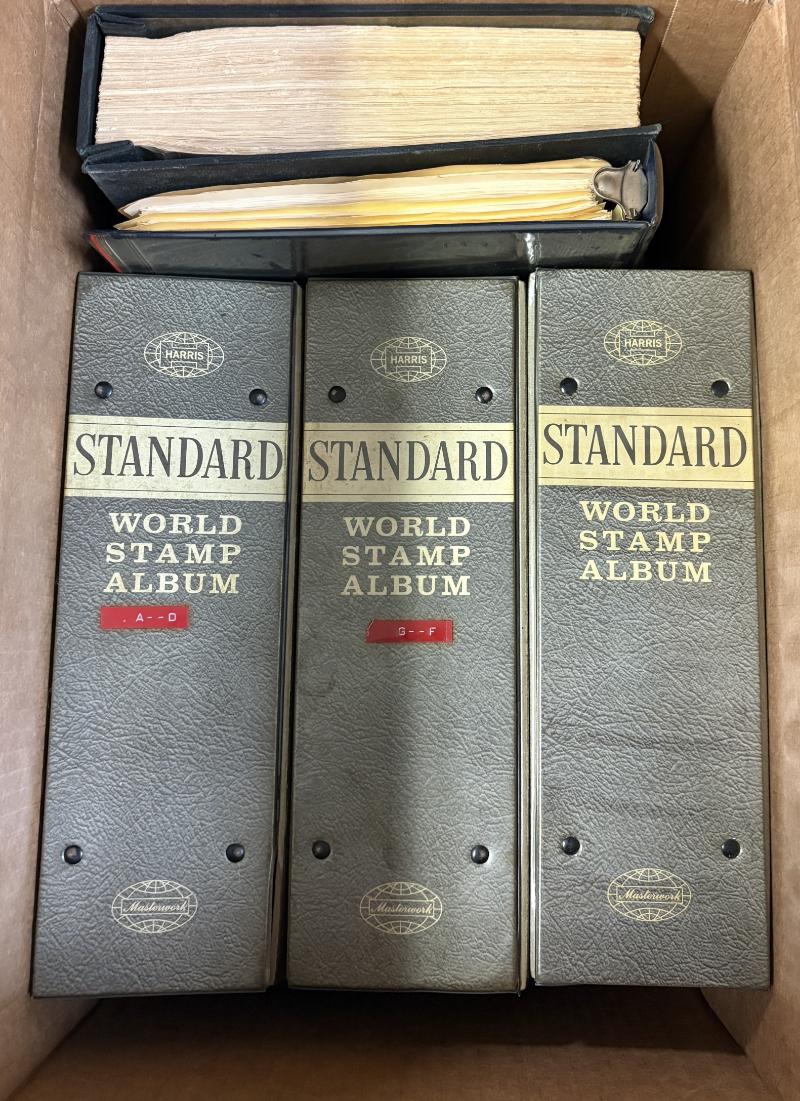 HARRIS
STANDARD
WORLD
STAMP
ALBUM
. A--D
Masterwork
HARRIS
STANDARD
WORLD
STAMP
ALBUM
G--F
Masterwork
HARRIS
STANDARD
WORLD
STAMP
ALBUM
Masterwork